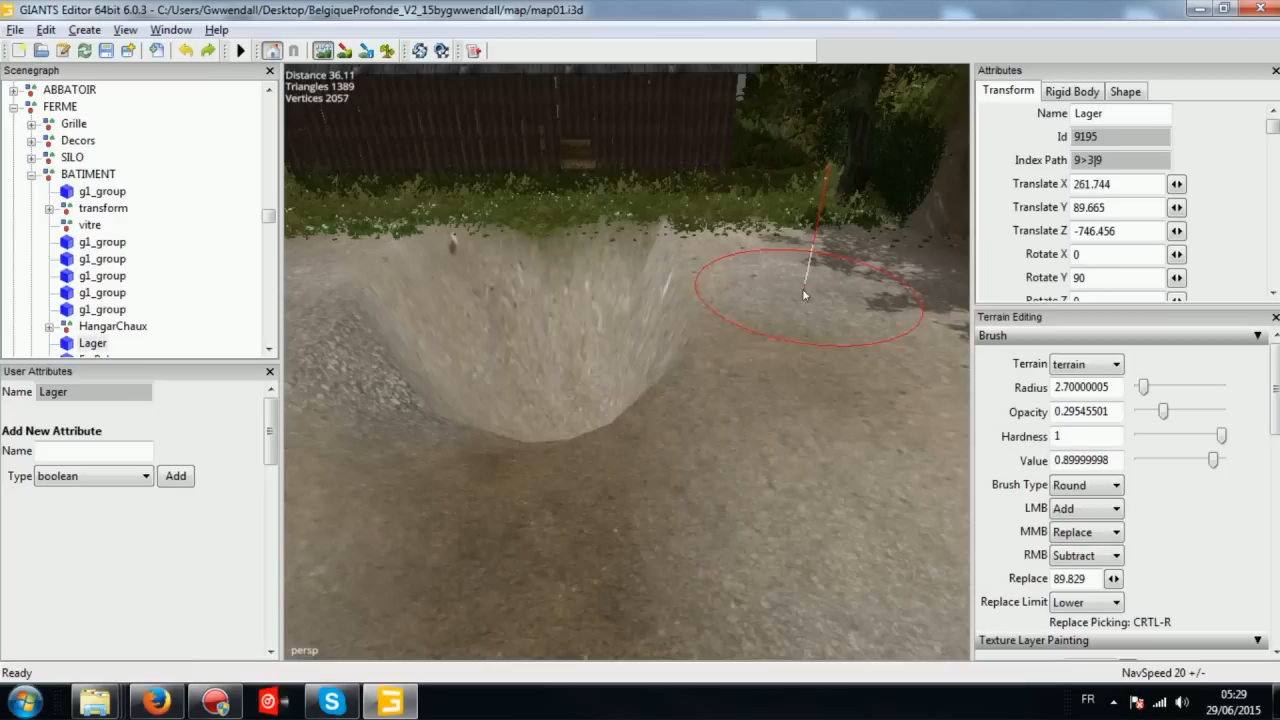 GIANTS Editor 64bit 6.0.3 - C:/Users/Gwwendall/Desktop/BelgiqueProfonde_V2_15bygwwendall/map/map01.i3d
File Edit Create View Window Help
Scenegraph
ABBATOIR
FERME
Grille
Decors
SILO
BATIMENT
g1_group
transform
vitre
g1_group
g1_group
g1_group
g1_group
g1_group
HangarChaux
Lager
User Attributes
Name Lager
Add New Attribute
Name
Type boolean Add
Distance 36.11
Triangles 1389
Vertices 2057
persp
Attributes
Transform Rigid Body Shape
Name Lager
Id 9195
Index Path 9>3|9
Translate X 261.744
Translate Y 89.665
Translate Z -746.456
Rotate X 0
Rotate Y 90
Rotate Z 0
Terrain Editing
Brush
Terrain terrain
Radius 2.70000005
Opacity 0.29545501
Hardness 1
Value 0.89999998
Brush Type Round
LMB Add
MMB Replace
RMB Subtract
Replace 89.829
Replace Limit Lower
Replace Picking: CRTL-R
Texture Layer Painting
Ready
NavSpeed 20 +/-
FR
05:29
29/06/2015